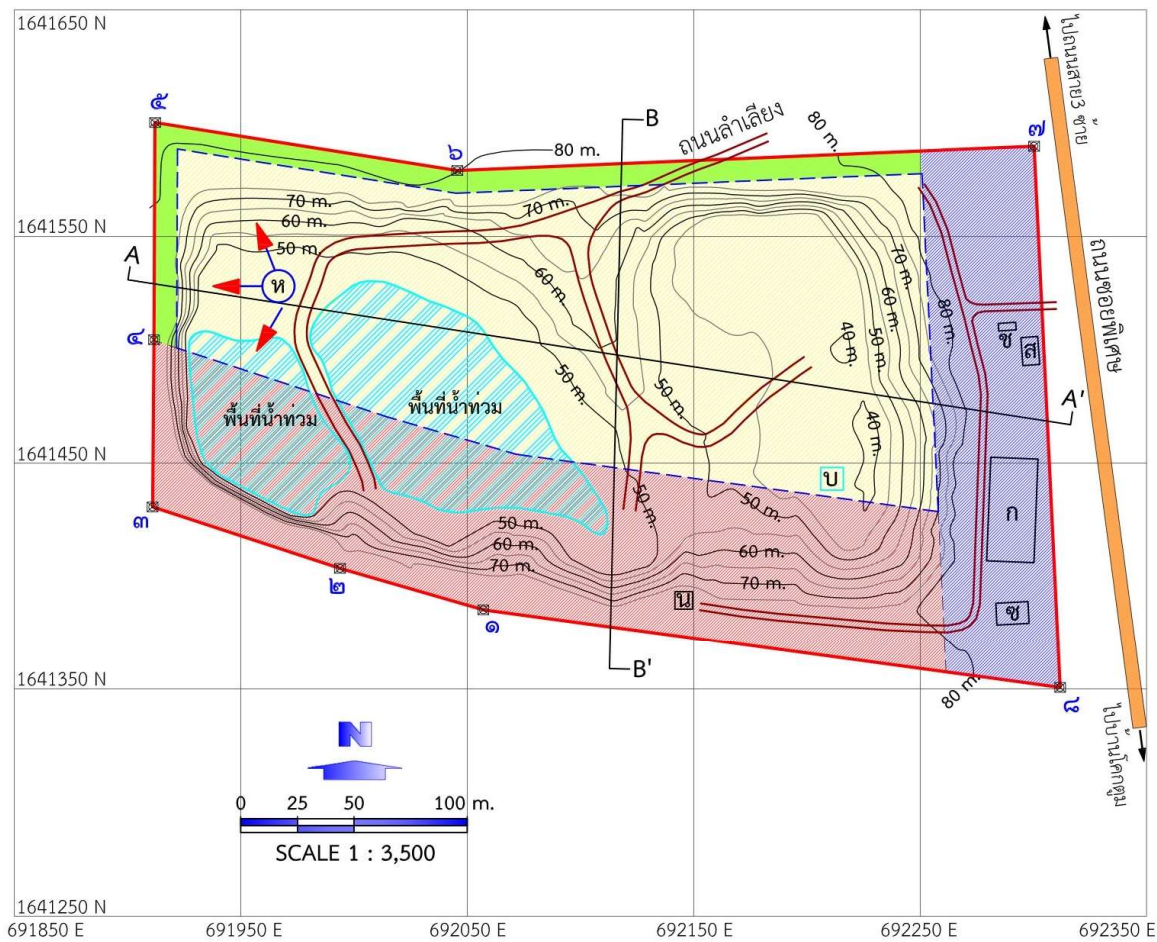 1641650 N
ไปถนนสาย3 ซ้าย
๕
B
ถนนลำเลียง
80 m.
๗
๖
80 m.
70 m.
70 m.
60 m.
1641550 N
50 m.
A
ห
60 m.
70 m.
60 m.
80 m.
50 m.
40 m.
ถนนซอยพิเศษ
ช
ส
๔
50 m.
50 m.
A'
พื้นที่น้ำท่วม
พื้นที่น้ำท่วม
40 m.
1641450 N
บ
50 m.
50 m.
ก
๓
50 m.
60 m.
60 m.
70 m.
70 m.
๒
น
ซ
๑
B'
1641350 N
80 m.
๘
ไปบ้านโคกตูม
N
0 25 50 100 m.
SCALE 1 : 3,500
1641250 N
691850 E 691950 E 692050 E 692150 E 692250 E 692350 E